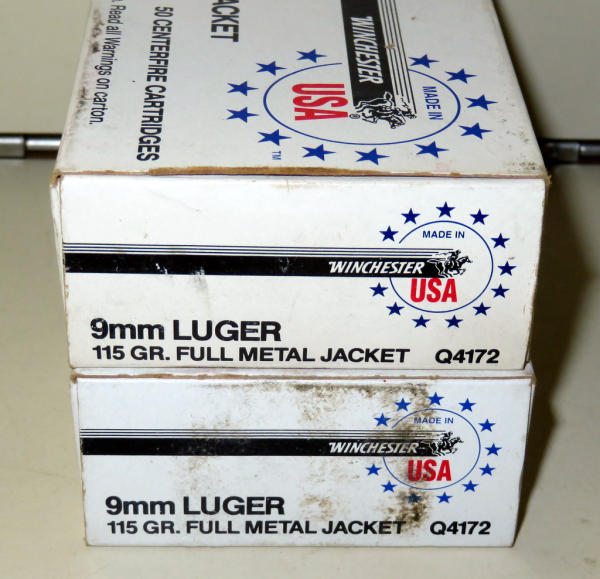 JACKET
50 CENTERFIRE CARTRIDGES
Read all Warnings on carton.
WINCHESTER
®
MADE IN
USA
™
MADE IN
WINCHESTER
USA
9mm LUGER
115 GR. FULL METAL JACKET Q4172
MADE IN
WINCHESTER
USA
9mm LUGER
115 GR. FULL METAL JACKET Q4172